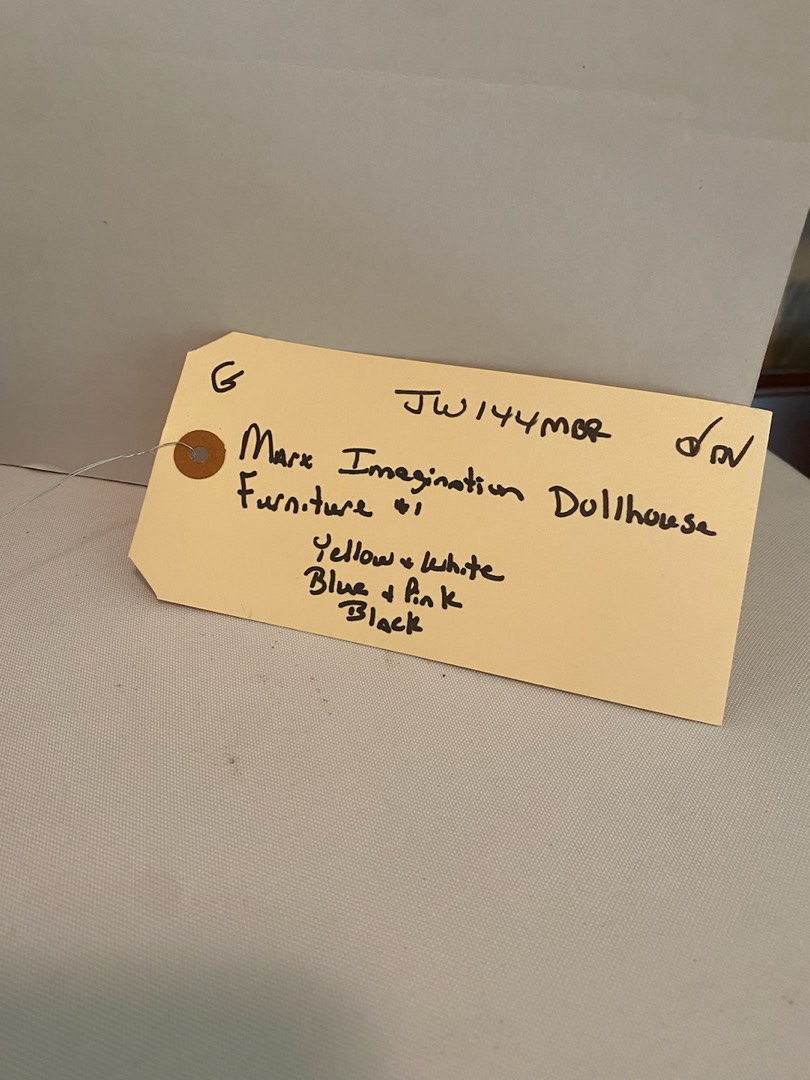 G
JW144MBR
Marx Imagination Dollhouse
Furniture #1
Yellow & White
Blue & Pink
Black